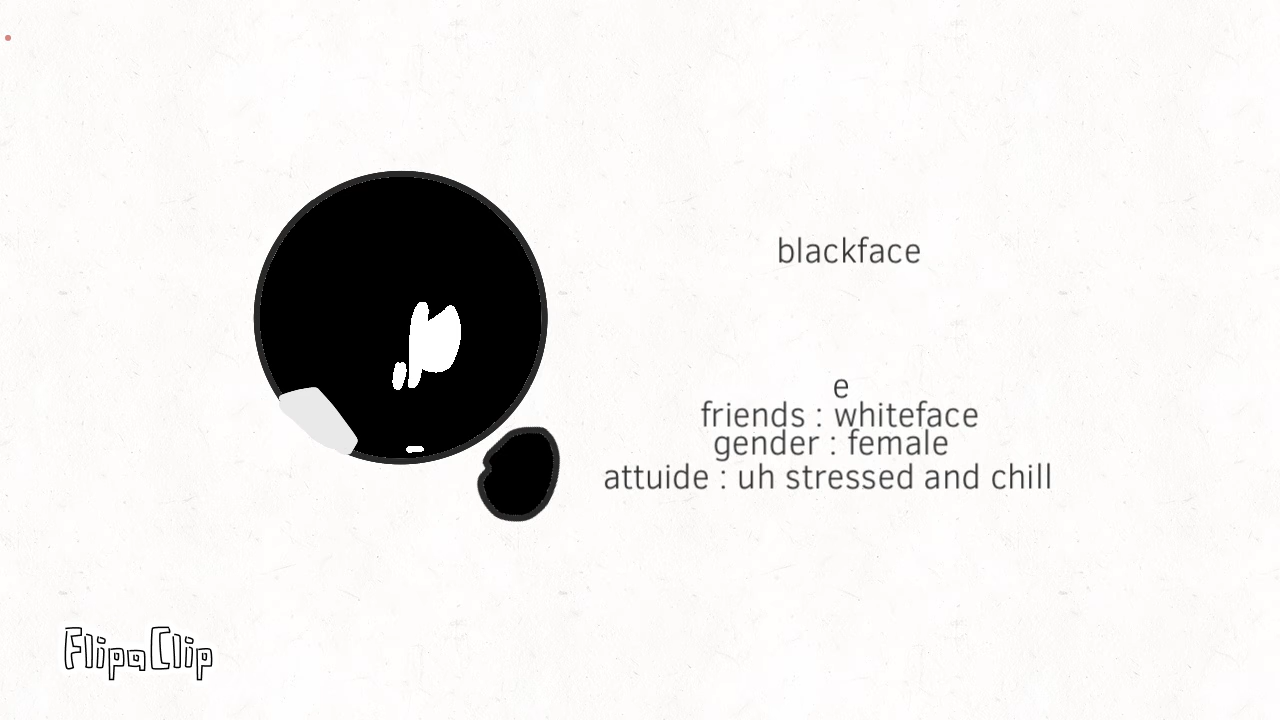 blackface
e
friends : whiteface
gender : female
attuide : uh stressed and chill
FlipaClip